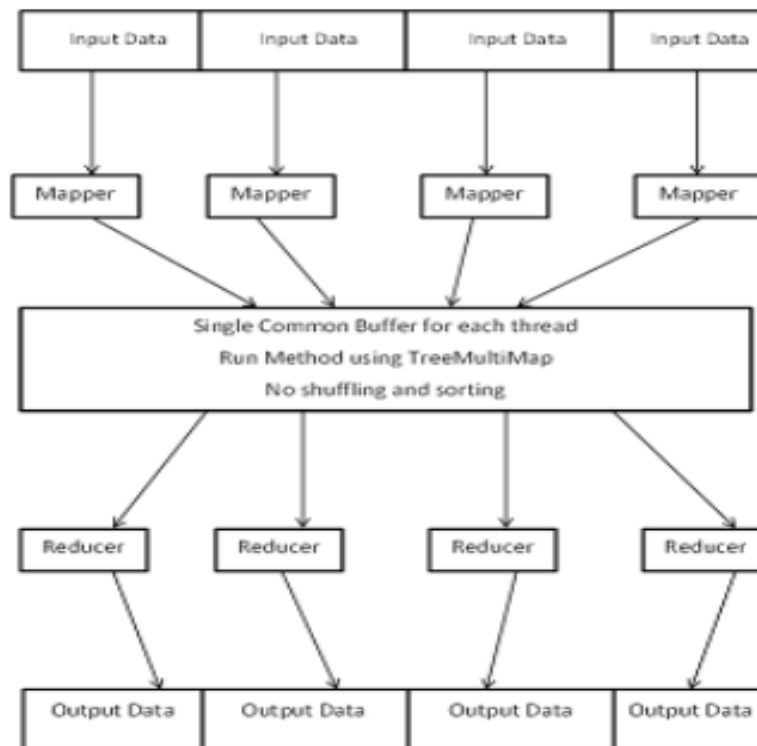 Input Data Input Data Input Data Input Data
Mapper Mapper Mapper Mapper
Single Common Buffer for each thread
Run Method using TreeMultiMap
No shuffling and sorting
Reducer Reducer Reducer Reducer
Output Data Output Data Output Data Output Data